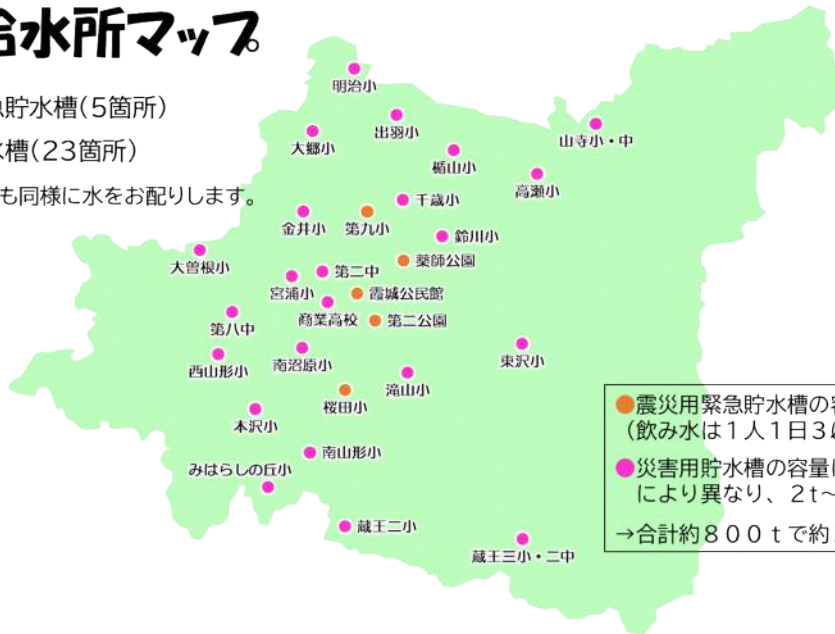 給水所マップ
急貯水槽(5箇所)
水槽(23箇所)
も同様に水をお配りします。
明治小
出羽小
大郷小
山寺小・中
楯山小
高瀬小
千歳小
金井小
第九小
鈴川小
大曽根小
薬師公園
第二中
宮浦小
霞城公民館
商業高校
第二公園
第八中
西山形小
南沼原小
滝山小
東沢小
桜田小
本沢小
南山形小
みはらしの丘小
蔵王二小
蔵王三小・二中
●震災用緊急貯水槽の容
（飲み水は１人１日３
●災害用貯水槽の容量
により異なり、２t～
→合計約８００ｔで約